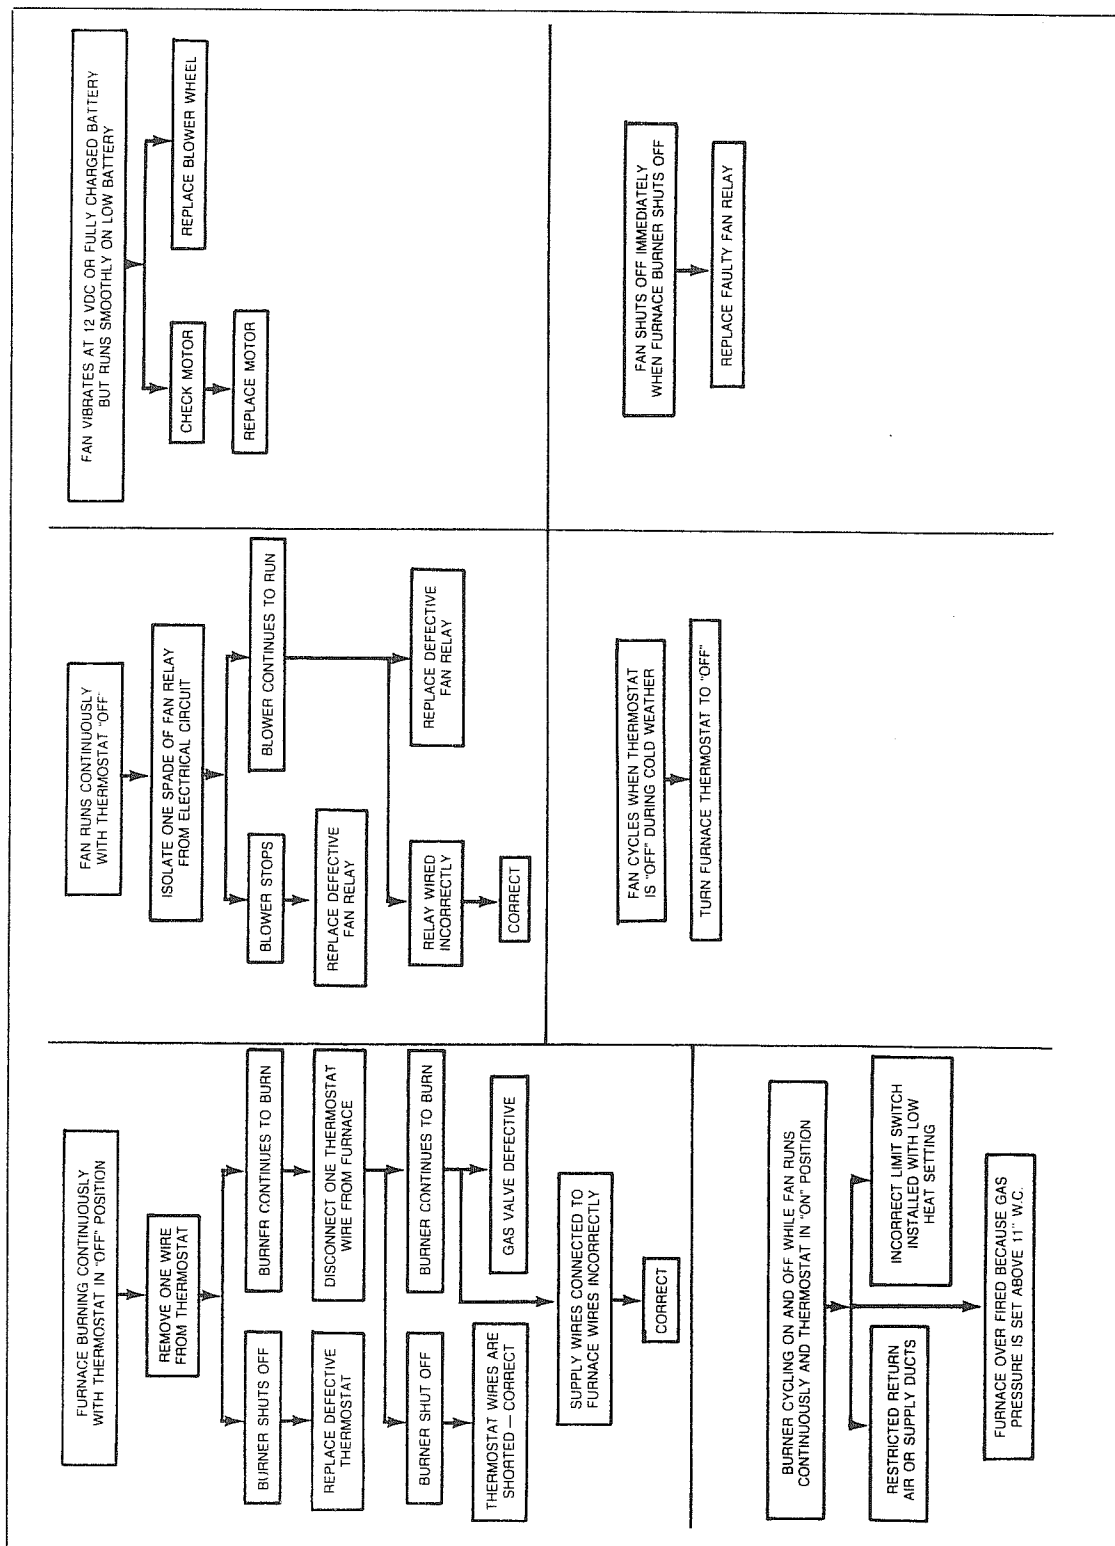 FURNACE BURNING CONTINUOUSLY
WITH THERMOSTAT IN "OFF" POSITION
REMOVE ONE WIRE
FROM THERMOSTAT
BURNER SHUTS OFF
REPLACE DEFECTIVE
THERMOSTAT
BURNER CONTINUES TO BURN
DISCONNECT ONE THERMOSTAT
WIRE FROM FURNACE
BURNER SHUT OFF
THERMOSTAT WIRES ARE
SHORTED — CORRECT
BURNER CONTINUES TO BURN
GAS VALVE DEFECTIVE
SUPPLY WIRES CONNECTED TO
FURNACE WIRES INCORRECTLY
CORRECT
FAN RUNS CONTINUOUSLY
WITH THERMOSTAT "OFF"
ISOLATE ONE SPADE OF FAN RELAY
FROM ELECTRICAL CIRCUIT
BLOWER STOPS
REPLACE DEFECTIVE
FAN RELAY
BLOWER CONTINUES TO RUN
RELAY WIRED
INCORRECTLY
CORRECT
REPLACE DEFECTIVE
FAN RELAY
FAN VIBRATES AT 12 VDC OR FULLY CHARGED BATTERY
BUT RUNS SMOOTHLY ON LOW BATTERY
CHECK MOTOR
REPLACE MOTOR
REPLACE BLOWER WHEEL
BURNER CYCLING ON AND OFF WHILE FAN RUNS
CONTINUOUSLY AND THERMOSTAT IN "ON" POSITION
RESTRICTED RETURN
AIR OR SUPPLY DUCTS
INCORRECT LIMIT SWITCH
INSTALLED WITH LOW
HEAT SETTING
FURNACE OVER FIRED BECAUSE GAS
PRESSURE IS SET ABOVE 11" W.C.
FAN CYCLES WHEN THERMOSTAT
IS "OFF" DURING COLD WEATHER
TURN FURNACE THERMOSTAT TO "OFF"
FAN SHUTS OFF IMMEDIATELY
WHEN FURNACE BURNER SHUTS OFF
REPLACE FAULTY FAN RELAY